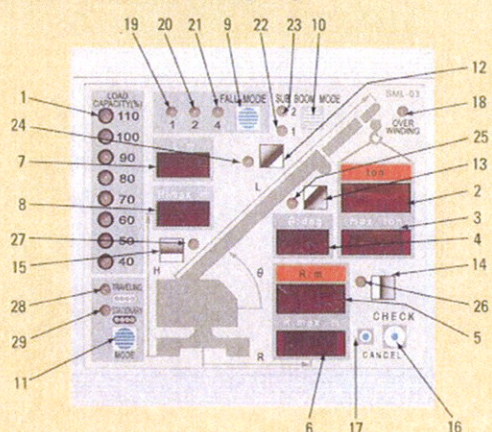 19 20 21 9 22 23 10
12
FALL MODE
SUB BOOM MODE
SML-03
LOAD
CAPACITY(%)
1
110
1 2 4
2
1
18
OVER
WINDING
24
100
25
7
90
L
ton
13
80
2
8
H max m
70
3
60
θ deg
max ton
4
27
50
15
40
H
θ
R m
14
28
TRAVELING
26
29
STATIONARY
CHECK
5
R max m
11
MODE
R
CANCEL
6 17 16